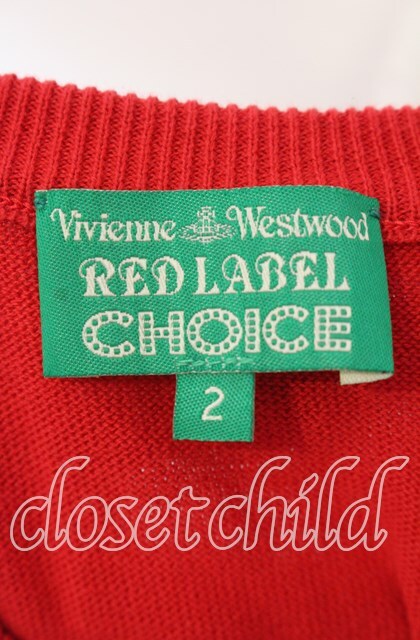 Vivienne Westwood
RED LABEL
CHOICE
2
closet child